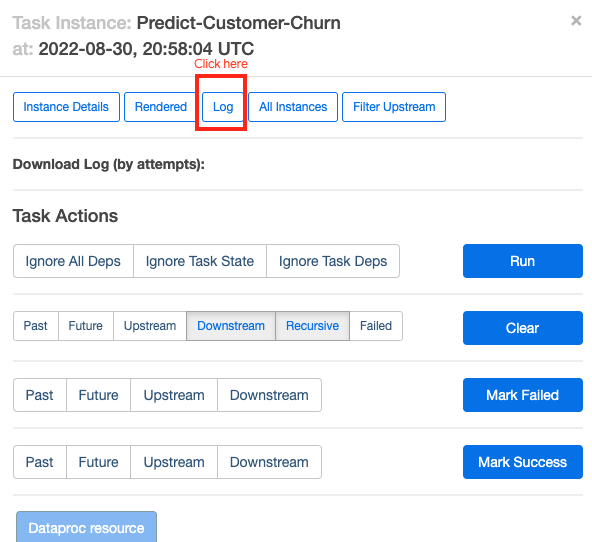 Task Instance: Predict-Customer-Churn
×
at: 2022-08-30, 20:58:04 UTC
Click here
Instance Details Rendered Log All Instances Filter Upstream
Download Log (by attempts):
Task Actions
Ignore All Deps Ignore Task State Ignore Task Deps Run
Past Future Upstream Downstream Recursive Failed Clear
Past Future Upstream Downstream Mark Failed
Past Future Upstream Downstream Mark Success
Dataproc resource